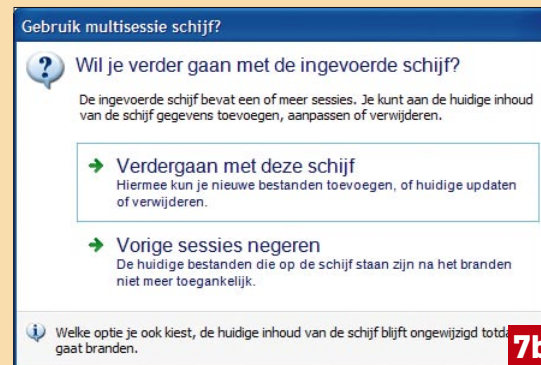 Gebruik multisessie schijf?
Wil je verder gaan met de ingevoerde schijf?
De ingevoerde schijf bevat een of meer sessies. Je kunt aan de huidige inhoud
van de schijf gegevens toevoegen, aanpassen of verwijderen.
Verdergaan met deze schijf
Hiermee kun je nieuwe bestanden toevoegen, of huidige updaten
of verwijderen.
Vorige sessies negeren
De huidige bestanden die op de schijf staan zijn na het branden
niet meer toegankelijk.
Welke optie je ook kiest, de huidige inhoud van de schijf blijft ongewijzigd
gaat branden.
7b